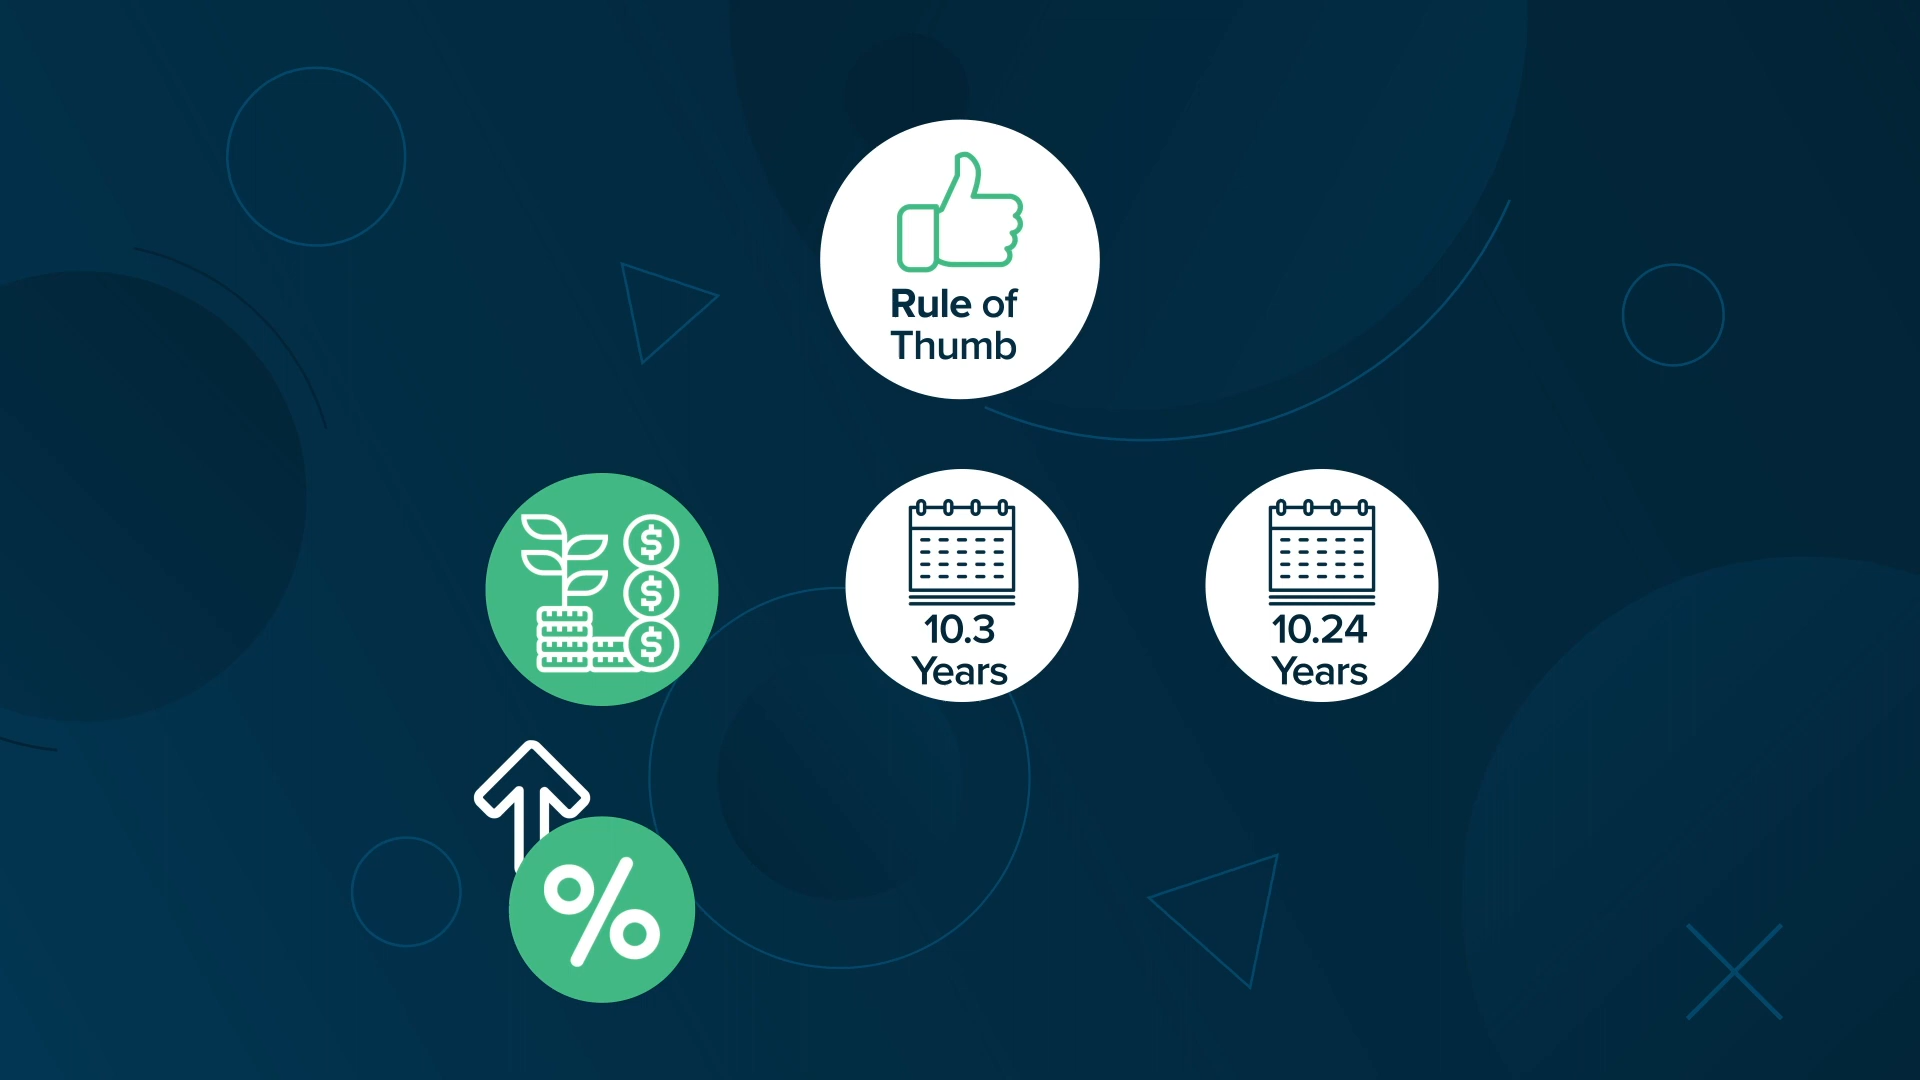 Rule of
Thumb
$
$
$
10.3
Years
10.24
Years
%